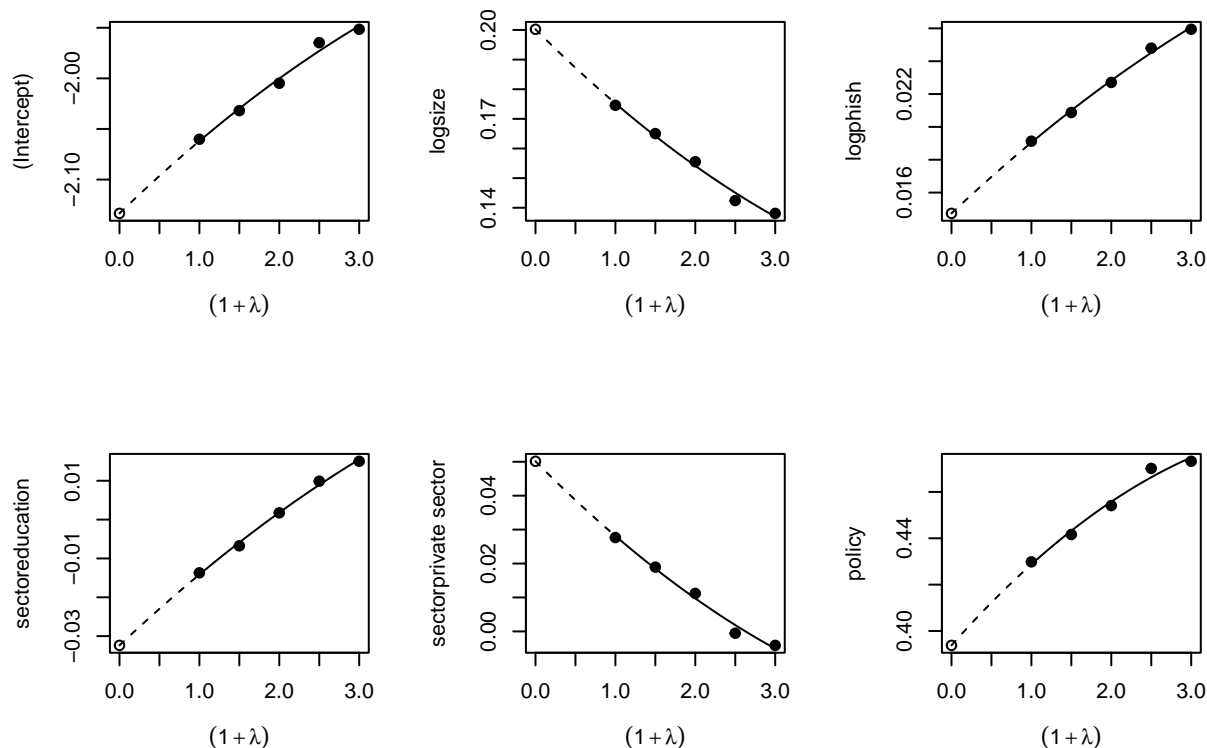 (Intercept)
−2.10
−2.00
0.0 1.0 2.0 3.0
(1 + λ)
logsize
0.14
0.17
0.20
0.0 1.0 2.0 3.0
(1 + λ)
logphish
0.016
0.022
0.0 1.0 2.0 3.0
(1 + λ)
sectoreducation
−0.03
−0.01
0.01
0.0 1.0 2.0 3.0
(1 + λ)
sectorprivate sector
0.00
0.02
0.04
0.0 1.0 2.0 3.0
(1 + λ)
policy
0.40
0.44
0.0 1.0 2.0 3.0
(1 + λ)